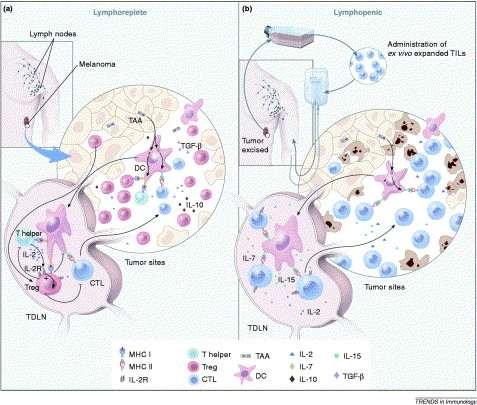 (a)
Lymphoreplete
Lymph nodes
Melanoma
TAA
TGF-β
DC
IL-10
T helper
IL-2
IL-2R
Treg
CTL
Tumor sites
TDLN
(b)
Lymphopenic
Administration of
ex vivo expanded TILs
Tumor
excised
IL-7
IL-15
IL-2
Tumor sites
TDLN
MHC I
MHC II
IL-2R
T helper
Treg
CTL
TAA
DC
IL-2
IL-7
IL-10
IL-15
TGF-β
TRENDS in Immunology